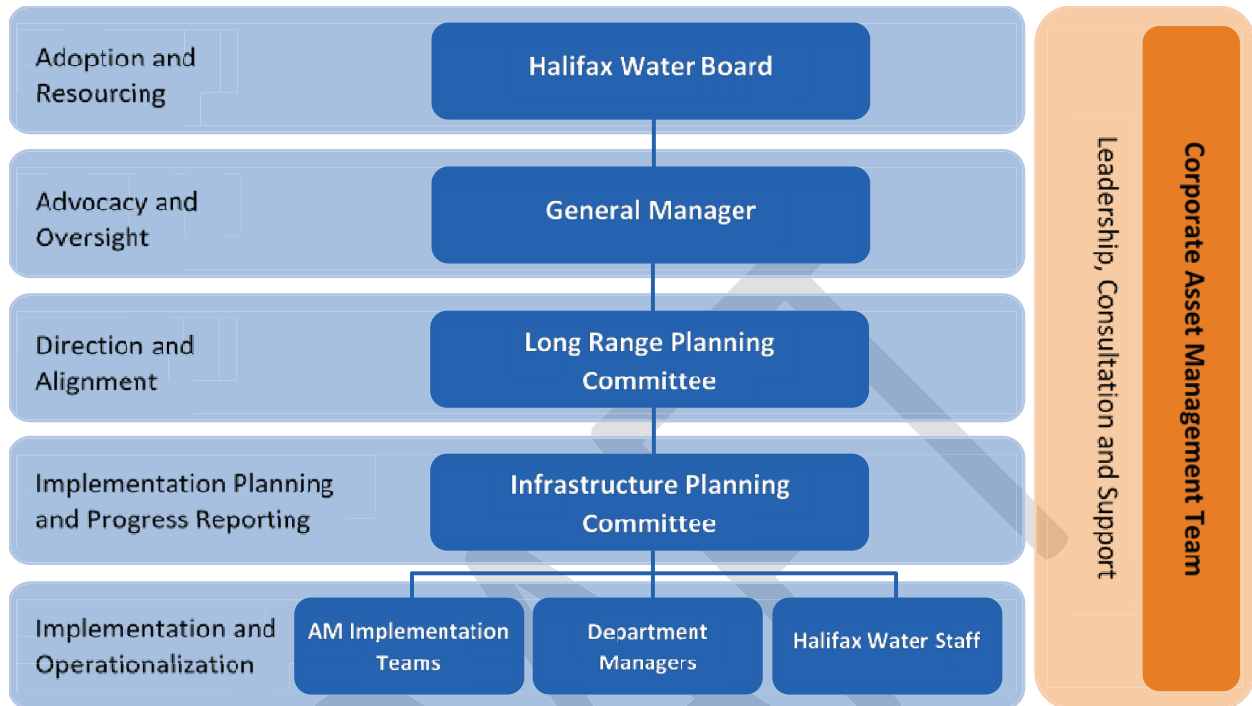 Adoption and
Resourcing
Halifax Water Board
Advocacy and
Oversight
General Manager
Direction and
Alignment
Long Range Planning
Committee
Implementation Planning
and Progress Reporting
Infrastructure Planning
Committee
Implementation and
Operationalization
AM Implementation
Teams
Department
Managers
Halifax Water Staff
Corporate Asset Management Team
Leadership, Consultation and Support